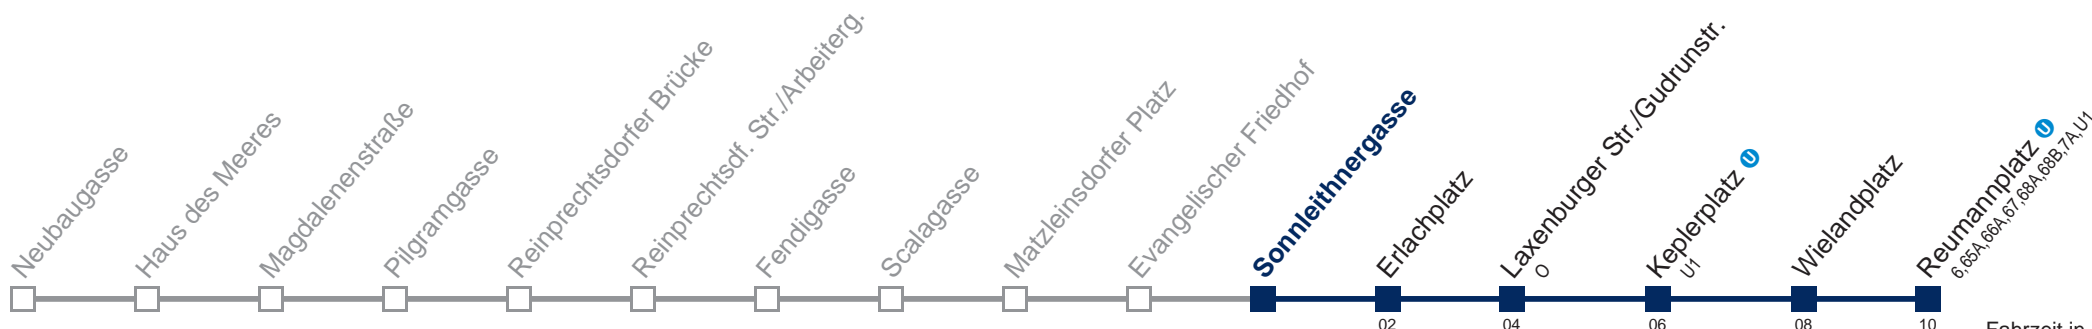 Neubaugasse
Haus des Meeres
Magdalenenstraße
Pilgramgasse
Reinprechtsdorfer Brücke
Reinprechtsdf. Str./Arbeiterg.
Fendigasse
Scalagasse
Matzleinsdorfer Platz
Evangelischer Friedhof
Sonnleithnergasse
Erlachplatz
Laxenburger Str./Gudrunstr.
O
Keplerplatz U
U1
Wielandplatz
Reumannplatz U
6,65A,66A,67,68A,68B,7A,U1
02
04
06
08
10
Fahrzeit in